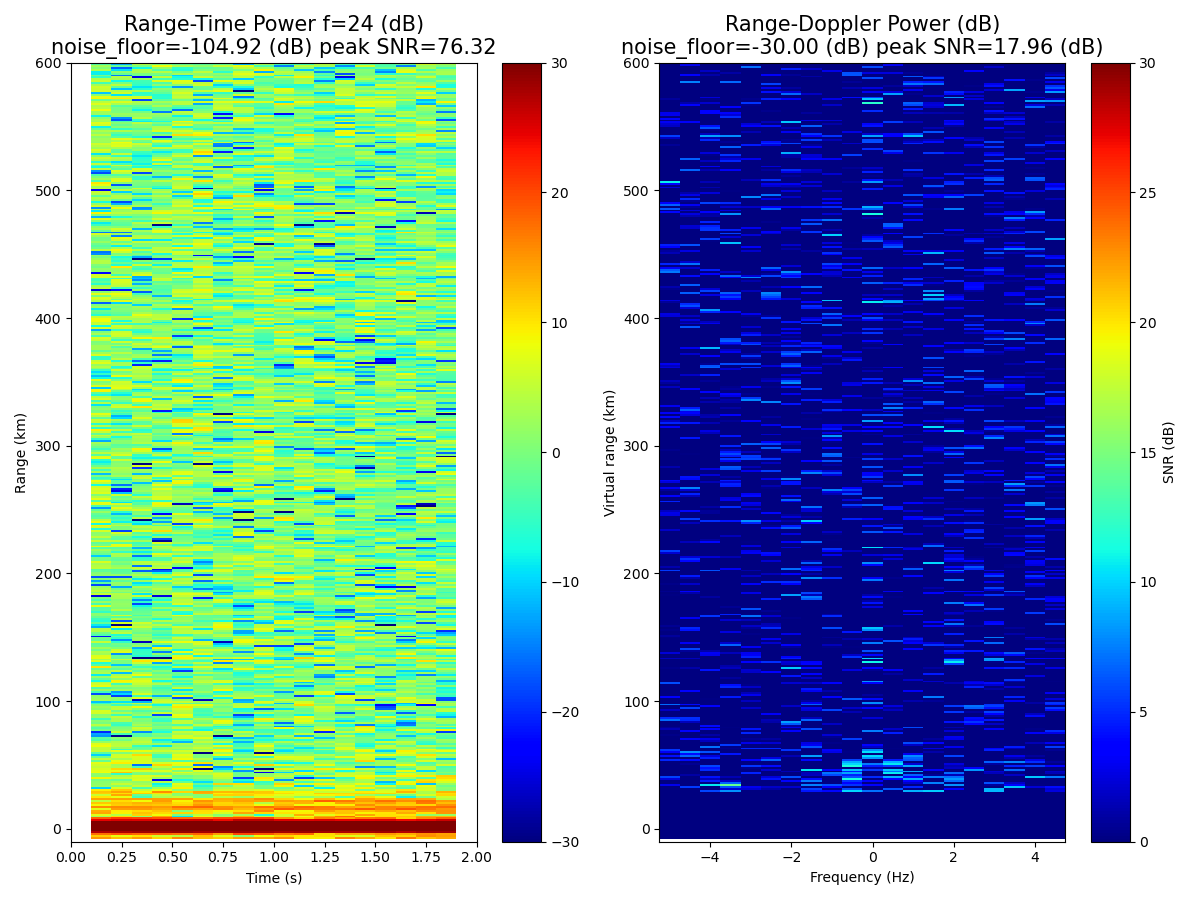 Range-Time Power f=24 (dB)
noise_floor=-104.92 (dB) peak SNR=76.32
Range (km)
600
500
400
300
200
100
0
0.00 0.25 0.50 0.75 1.00 1.25 1.50 1.75 2.00
Time (s)
30
20
10
0
−10
−20
−30
Range-Doppler Power (dB)
noise_floor=-30.00 (dB) peak SNR=17.96 (dB)
Virtual range (km)
600
500
400
300
200
100
0
−4 −2 0 2 4
Frequency (Hz)
30
25
20
15
10
5
0
SNR (dB)